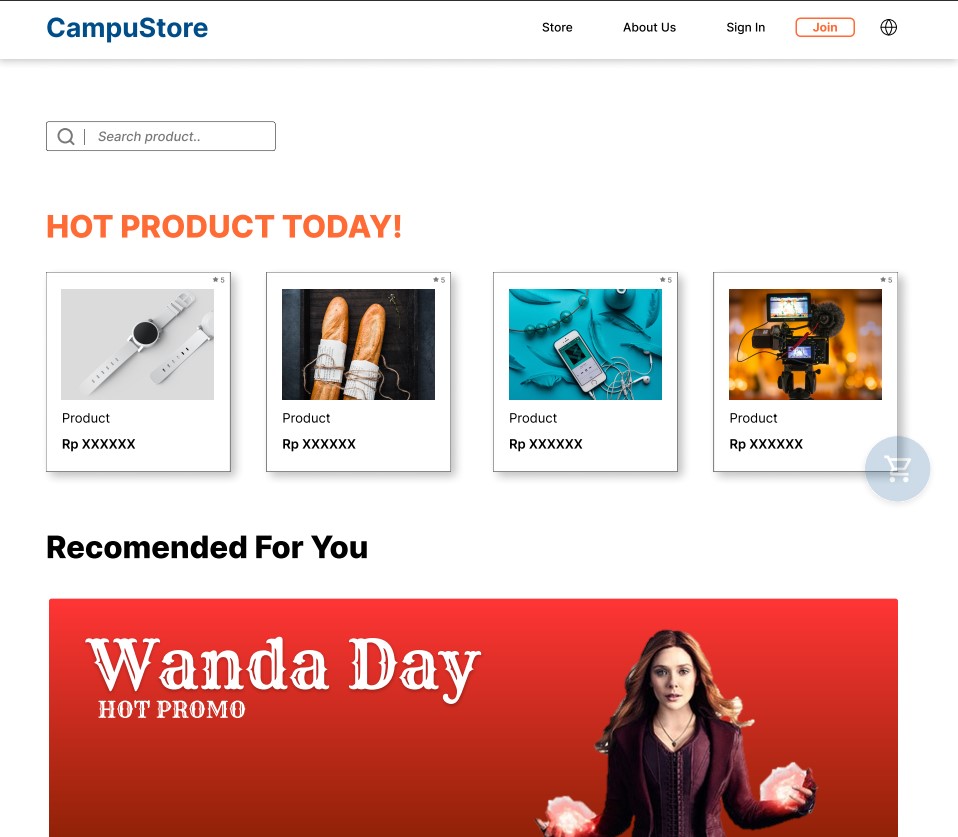 CampuStore
Store
About Us
Sign In
Join
Search product..
HOT PRODUCT TODAY!
5
5
5
5
Product
Product
Product
Product
Rp XXXXXX
Rp XXXXXX
Rp XXXXXX
Rp XXXXXX
Recomended For You
Wanda Day
HOT PROMO